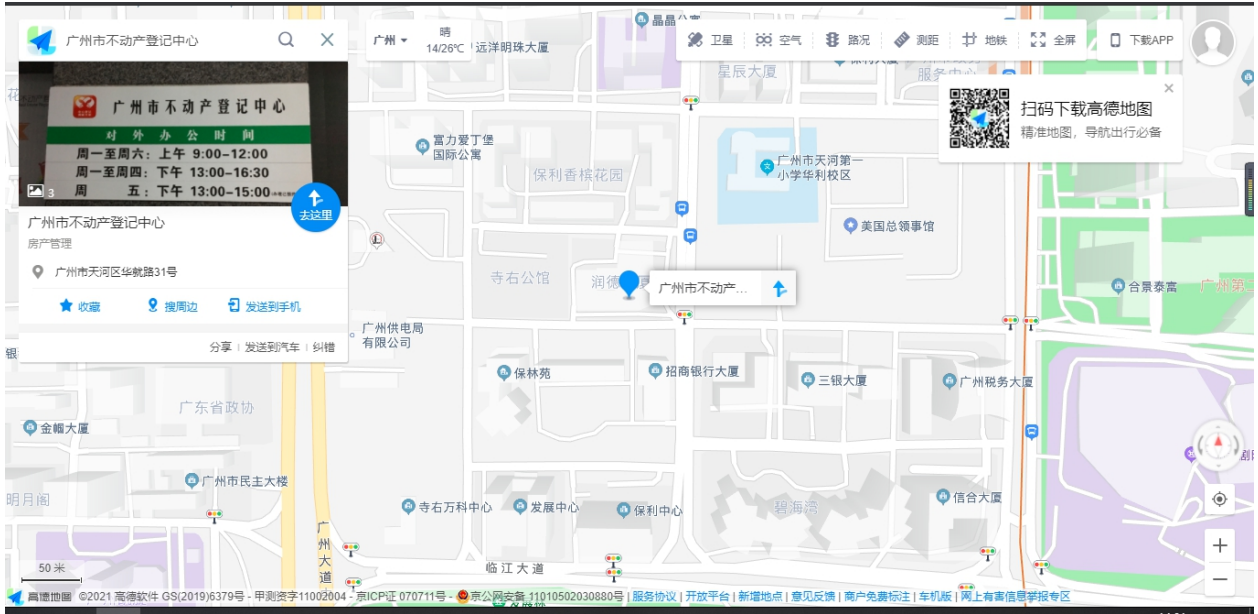 广州市不动产登记中心
广州市不动产登记中心
对外办公时间
周一至周六：上午 9:00-12:00
周一至周四：下午 13:00-16:30
周 五：下午 13:00-15:00
3
去这里
广州市不动产登记中心
房产管理
广州市天河区华就路31号
收藏
搜周边
发送到手机
分享
发送到汽车
纠错
广州
晴
14/26℃
远洋明珠大厦
卫星
空气
路况
测距
地铁
全屏
下载APP
扫码下载高德地图
精准地图，导航出行必备
星辰大厦
富力爱丁堡
国际公寓
保利香槟花园
广州市天河第一
小学华利校区
美国总领事馆
寺右公馆
广州市不动产...
合景泰富
广州供电局
有限公司
保林苑
招商银行大厦
三银大厦
广州税务大厦
广东省政协
金帼大厦
广州市民主大楼
明月阁
寺右万科中心
发展中心
保利中心
碧海湾
信合大厦
广州大道
临江大道
50 米
高德地图
©2021 高德软件 GS(2019)6379号 - 甲测资字11002004 - 京ICP证 070711号 - 京公网安备 11010502030880号
服务协议
开放平台
新增地点
意见反馈
商户免费标注
车机版
网上有害信息举报专区